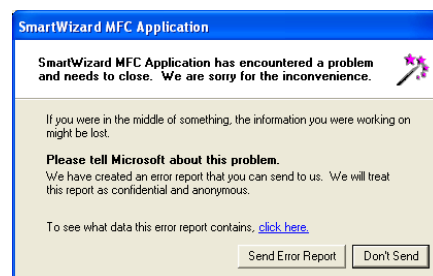 SmartWizard MFC Application
SmartWizard MFC Application has encountered a problem
and needs to close.  We are sorry for the inconvenience.
If you were in the middle of something, the information you were working on
might be lost.
Please tell Microsoft about this problem.
We have created an error report that you can send to us.  We will treat
this report as confidential and anonymous.
To see what data this error report contains, click here.
Send Error Report
Don't Send